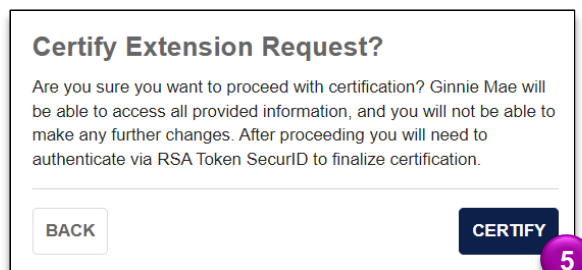 Certify Extension Request?
Are you sure you want to proceed with certification? Ginnie Mae will
be able to access all provided information, and you will not be able to
make any further changes. After proceeding you will need to
authenticate via RSA Token SecurID to finalize certification.
BACK
CERTIFY
5